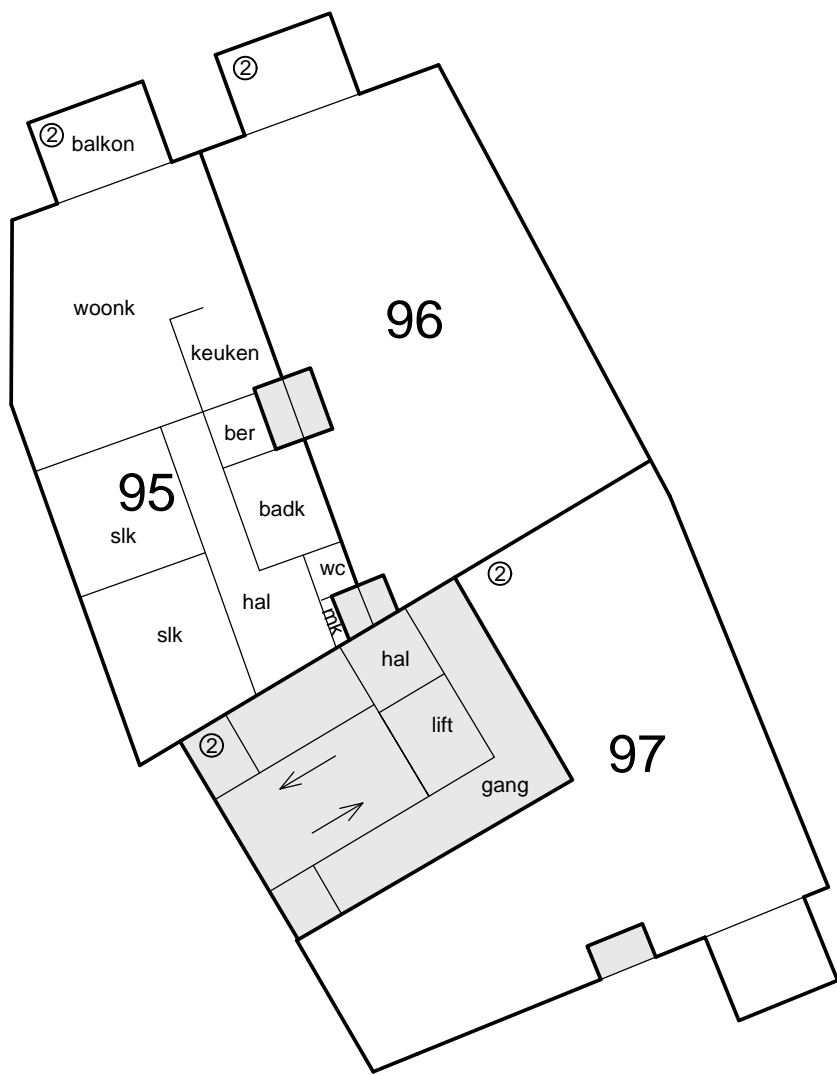 ②
② balkon
woonk
96
keuken
ber
95
badk
slk
wc
②
hal
mk
slk
hal
lift
②
97
gang